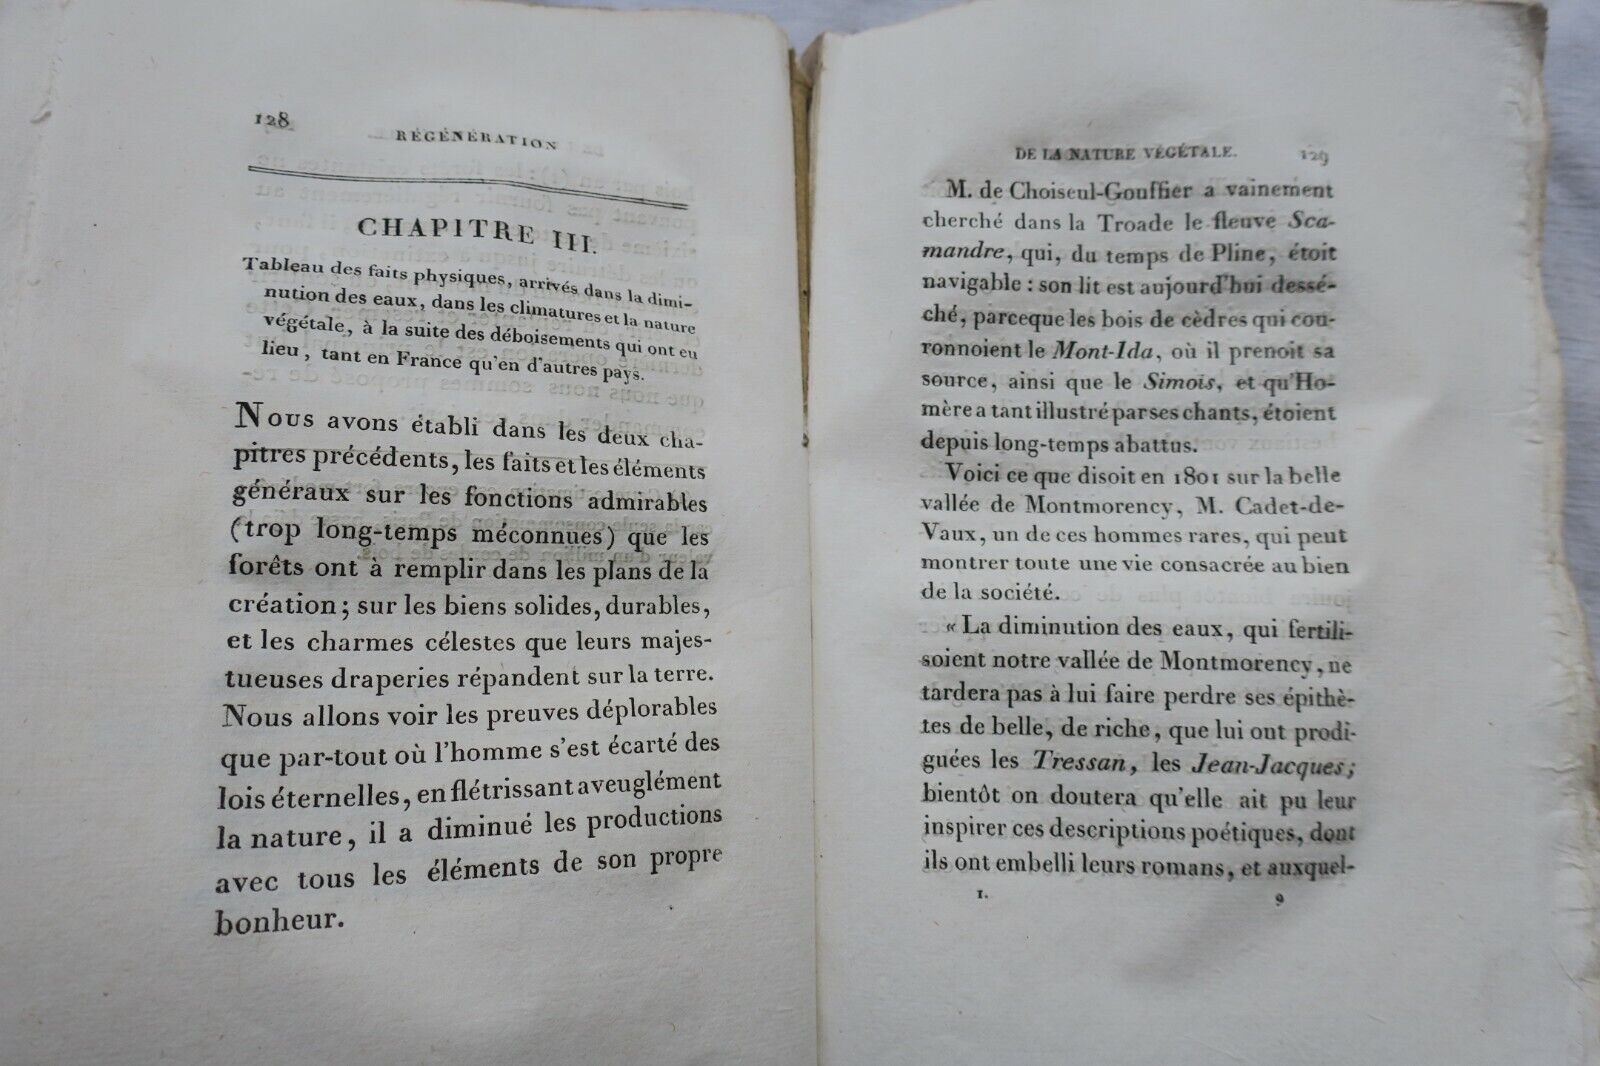 128
RÉGÉNÉRATION
CHAPITRE III.
Tableau des faits physiques, arrivés dans la dimi-
nution des eaux, dans les climatures et la nature
végétale, à la suite des déboisements qui ont eu
lieu, tant en France qu'en d'autres pays.
Nous avons établi dans les deux cha-
pitres précédents, les faits et les éléments
généraux sur les fonctions admirables
(trop long-temps méconnues) que les
forêts ont à remplir dans les plans de la
création; sur les biens solides, durables,
et les charmes célestes que leurs majes-
tueuses draperies répandent sur la terre.
Nous allons voir les preuves déplorables
que par-tout où l'homme s'est écarté des
lois éternelles, en flétrissant aveuglément
la nature, il a diminué les productions
avec tous les éléments de son propre
bonheur.
DE LA NATURE VÉGÉTALE. 129
M. de Choiseul-Gouffier a vainement
cherché dans la Troade le fleuve Sca-
mandre, qui, du temps de Pline, étoit
navigable : son lit est aujourd'hui dessé-
ché, parceque les bois de cèdres qui cou-
ronnoient le Mont-Ida, où il prenoit sa
source, ainsi que le Simois, et qu'Ho-
mère a tant illustré par ses chants, étoient
depuis long-temps abattus.
Voici ce que disoit en 1801 sur la belle
vallée de Montmorency, M. Cadet-de-
Vaux, un de ces hommes rares, qui peut
montrer toute une vie consacrée au bien
de la société.
« La diminution des eaux, qui fertili-
soient notre vallée de Montmorency, ne
tardera pas à lui faire perdre ses épithè-
tes de belle, de riche, que lui ont prodi-
guées les Tressan, les Jean-Jacques;
bientôt on doutera qu'elle ait pu leur
inspirer ces descriptions poétiques, dont
ils ont embelli leurs romans, et auxquel-
1. 9